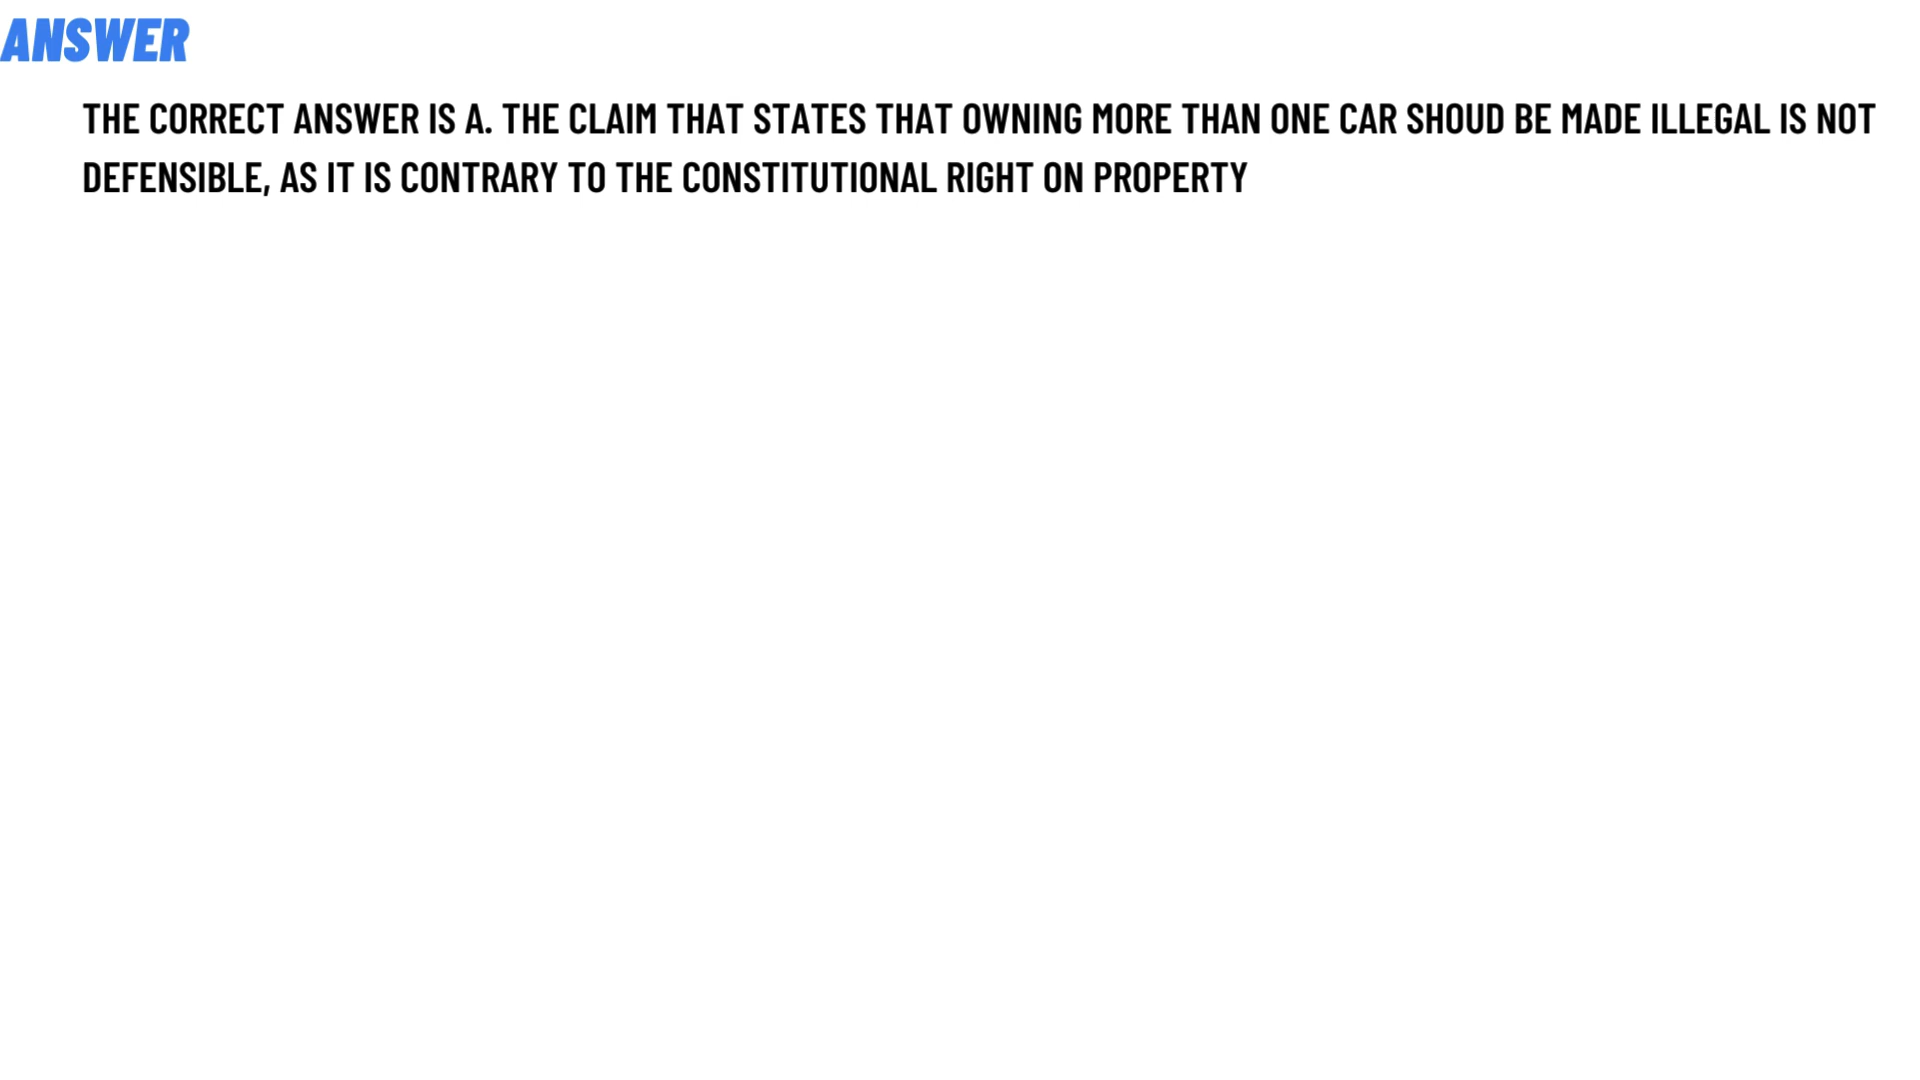 ANSWER
THE CORRECT ANSWER IS A. THE CLAIM THAT STATES THAT OWNING MORE THAN ONE CAR SHOUD BE MADE ILLEGAL IS NOT
DEFENSIBLE, AS IT IS CONTRARY TO THE CONSTITUTIONAL RIGHT ON PROPERTY